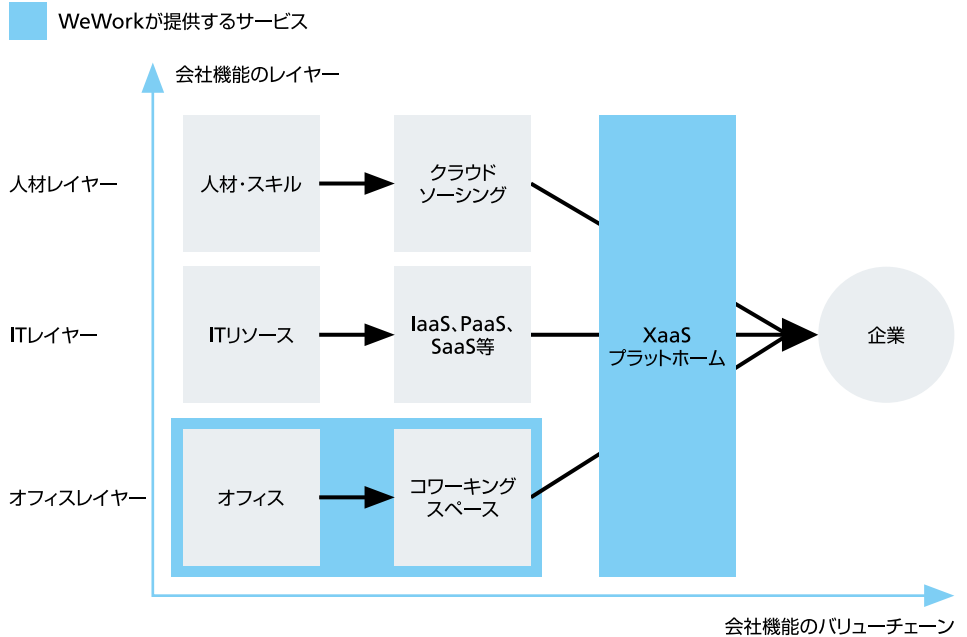 WeWorkが提供するサービス
会社機能のレイヤー
人材レイヤー
人材・スキル
クラウド
ソーシング
ITレイヤー
ITリソース
IaaS、PaaS、
SaaS等
XaaS
プラットホーム
企業
オフィスレイヤー
オフィス
コワーキング
スペース
会社機能のバリューチェーン